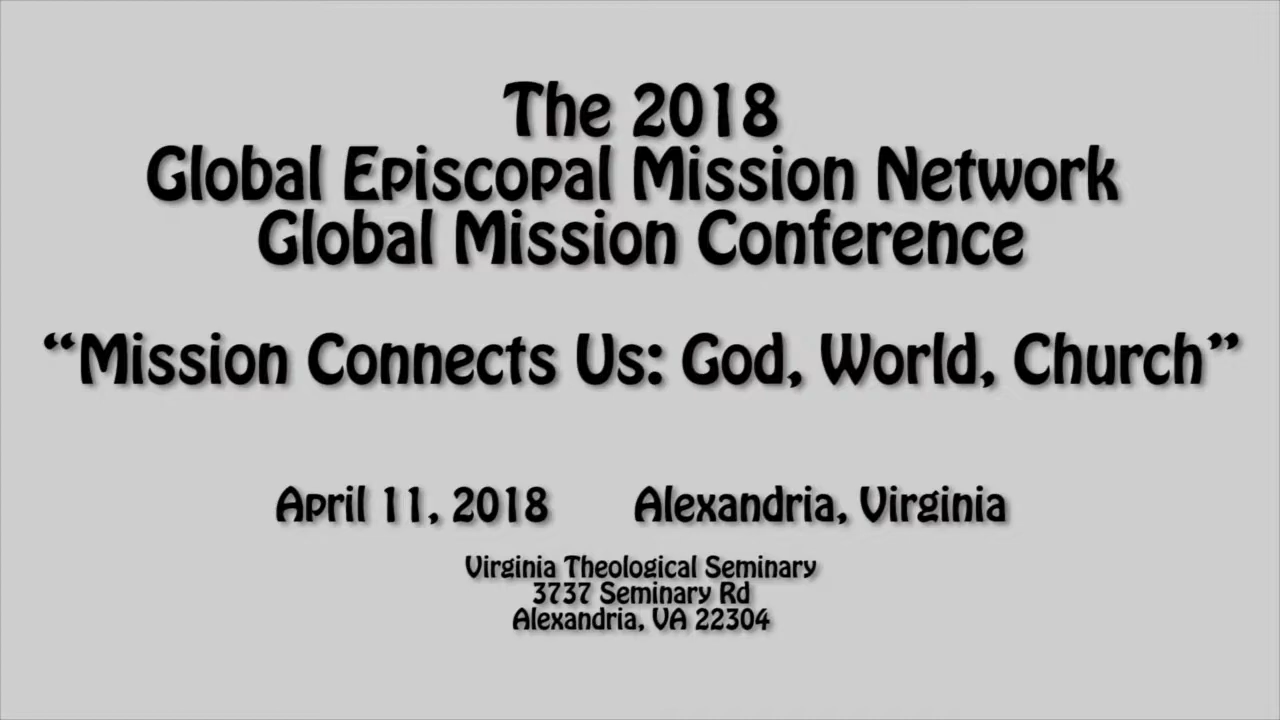 The 2018
Global Episcopal Mission Network
Global Mission Conference
“Mission Connects Us: God, World, Church”
April 11, 2018 Alexandria, Virginia
Virginia Theological Seminary
3737 Seminary Rd
Alexandria, VA 22304